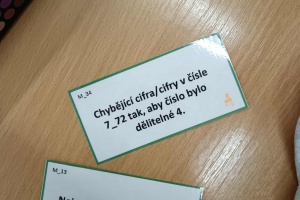 M_34
Chybějící cifra/cifry v čísle
7_72 tak, aby číslo bylo
dělitelné 4.
M_13